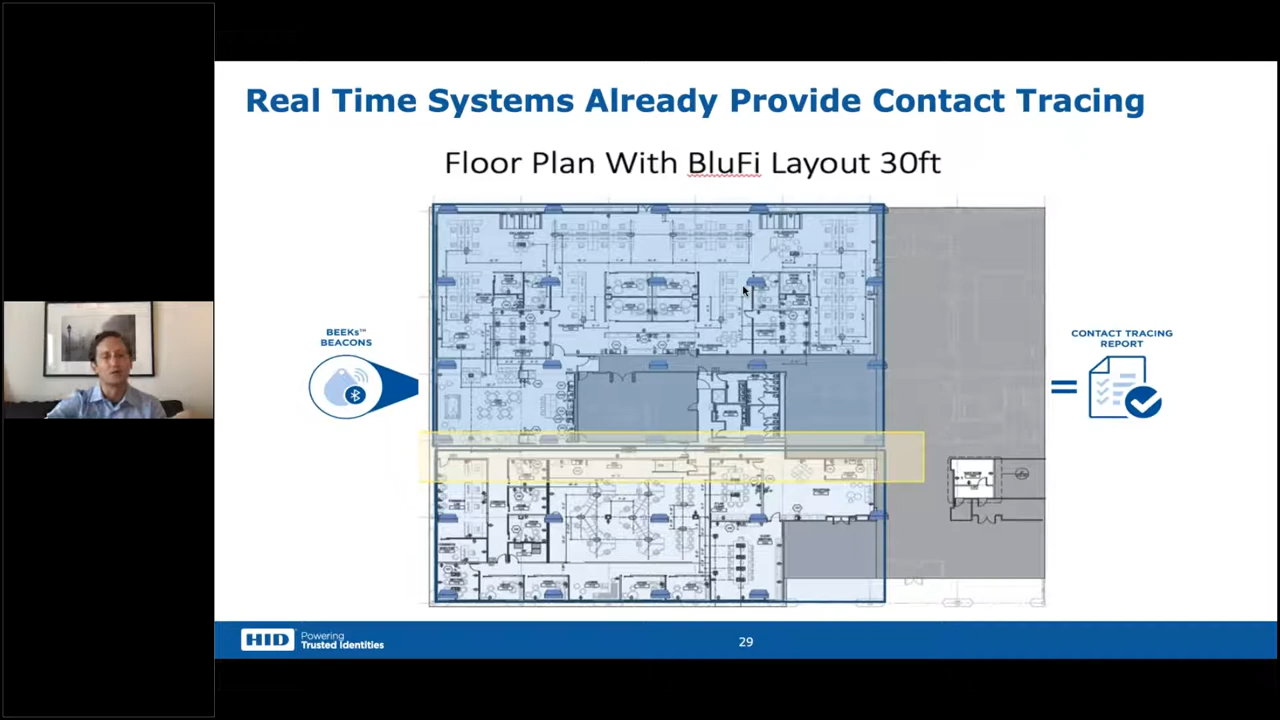 Real Time Systems Already Provide Contact Tracing
Floor Plan With BluFi Layout 30ft
BEEKs™
BEACONS
CONTACT TRACING
REPORT
HID
Powering
Trusted Identities
29